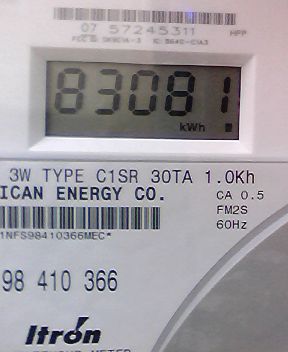 07 57245311
HPP
83081
kWh
3W TYPE C1SR 30TA 1.0Kh
ICAN ENERGY CO.
CA 0.5
FM2S
60Hz
1NFS98410366MEC*
98 410 366
Itron